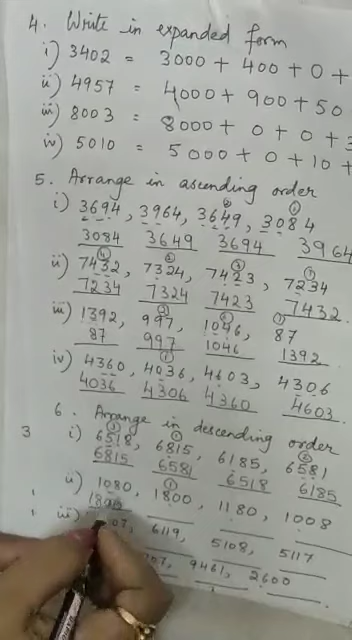 4. Write in expanded form
i) 3402 = 3000 + 400 + 0 +
ii) 4957 = 4000 + 900 + 50
iii) 8003 = 8000 + 0 + 0 + 3
iv) 5010 = 5000 + 0 + 10 +
5. Arrange in ascending order
i) 3694, 3964, 3649, 3084
3084 3649 3694 3964
ii) 7432, 7324, 7423, 7234
7234 7324 7423 7432
iii) 1392, 997, 1046, 87
87 997 1046 1392
iv) 4360, 4036, 4603, 4306
4036 4306 4360 4603
6. Arrange in descending order
3 i) 6518, 6815, 6185, 6581
6815 6581 6518 6185
ii) 1080, 1800, 1180, 1008
1800
iii) 6119, 5108, 5117
9461, 2600